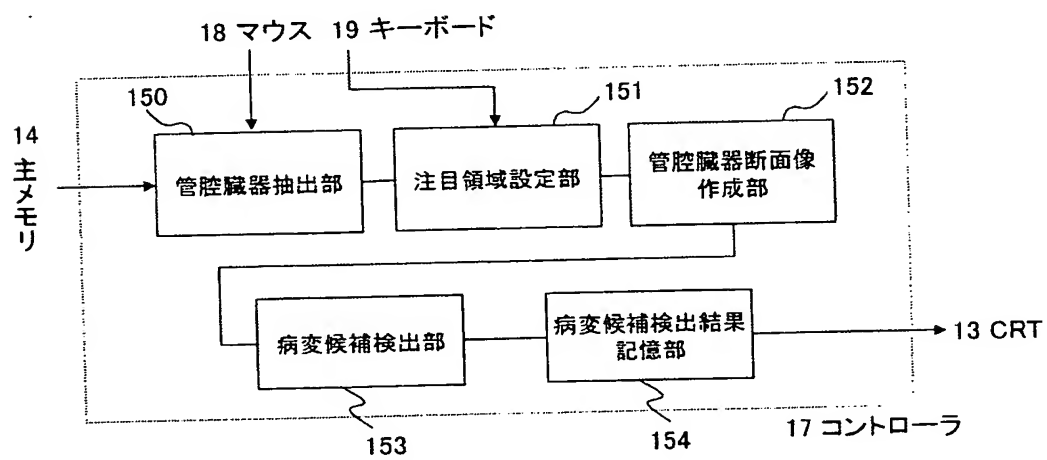 18 マウス 19 キーボード
150
151
152
14
主メモリ
管腔臓器抽出部
注目領域設定部
管腔臓器断面像
作成部
病変候補検出部
病変候補検出結果
記憶部
13 CRT
153
154
17 コントローラ